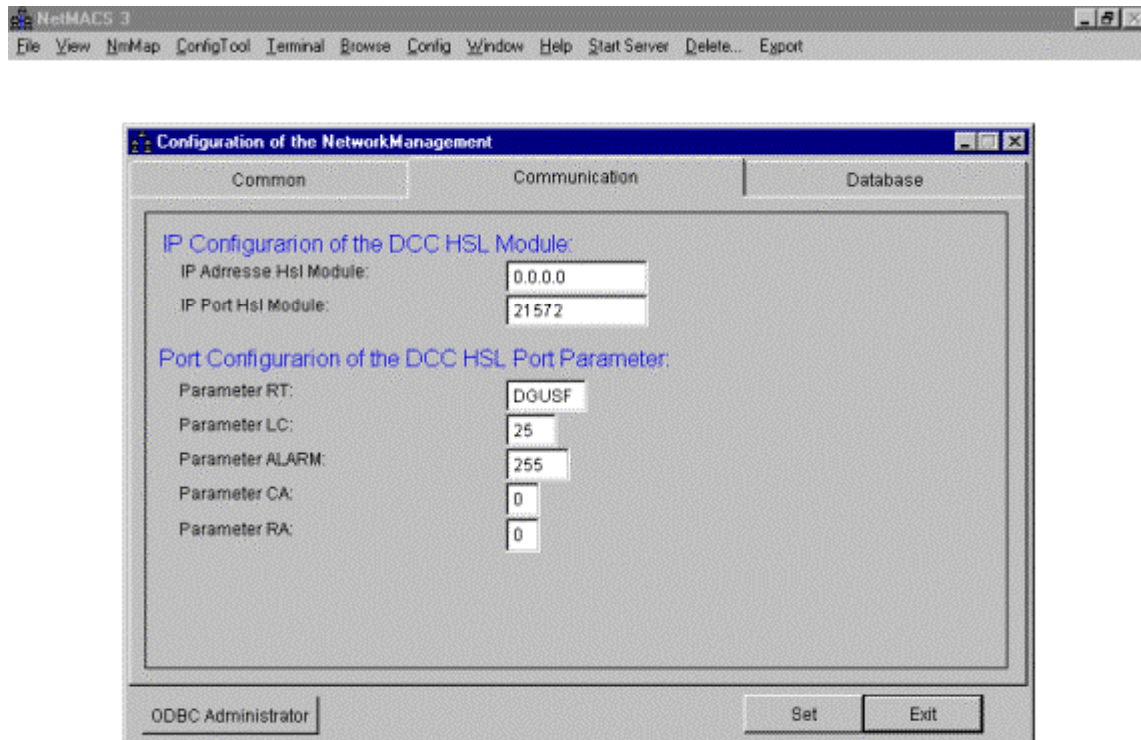 NetMACS 3
File View NmMap ConfigTool Terminal Browse Config Window Help Start Server Delete... Export
Configuration of the NetworkManagement
Common Communication Database
IP Configurarion of the DCC HSL Module:
IP Adrresse Hsl Module: 0.0.0.0
IP Port Hsl Module: 21572
Port Configurarion of the DCC HSL Port Parameter:
Parameter RT: DGUSF
Parameter LC: 25
Parameter ALARM: 255
Parameter CA: 0
Parameter RA: 0
ODBC Administrator Set Exit